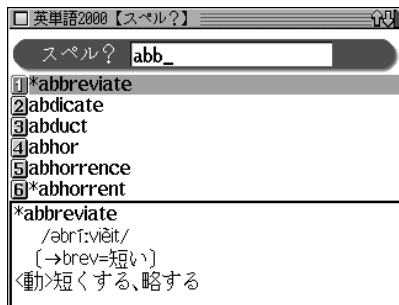 英単語2000【スペル?】
スペル? abb_
1*abbreviate
2abdicate
3abduct
4abhor
5abhorrence
6*abhorrent
*abbreviate
/əbríːvièit/
〔→brev=短い〕
<動>短くする、略する